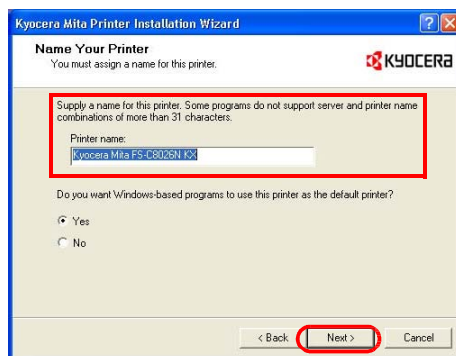 Kyocera Mita Printer Installation Wizard
Name Your Printer
You must assign a name for this printer.
KYOCERA
Supply a name for this printer. Some programs do not support server and printer name
combinations of more than 31 characters.
Printer name:
Kyocera Mita FS-C8026N KX
Do you want Windows-based programs to use this printer as the default printer?
Yes
No
< Back
Next >
Cancel